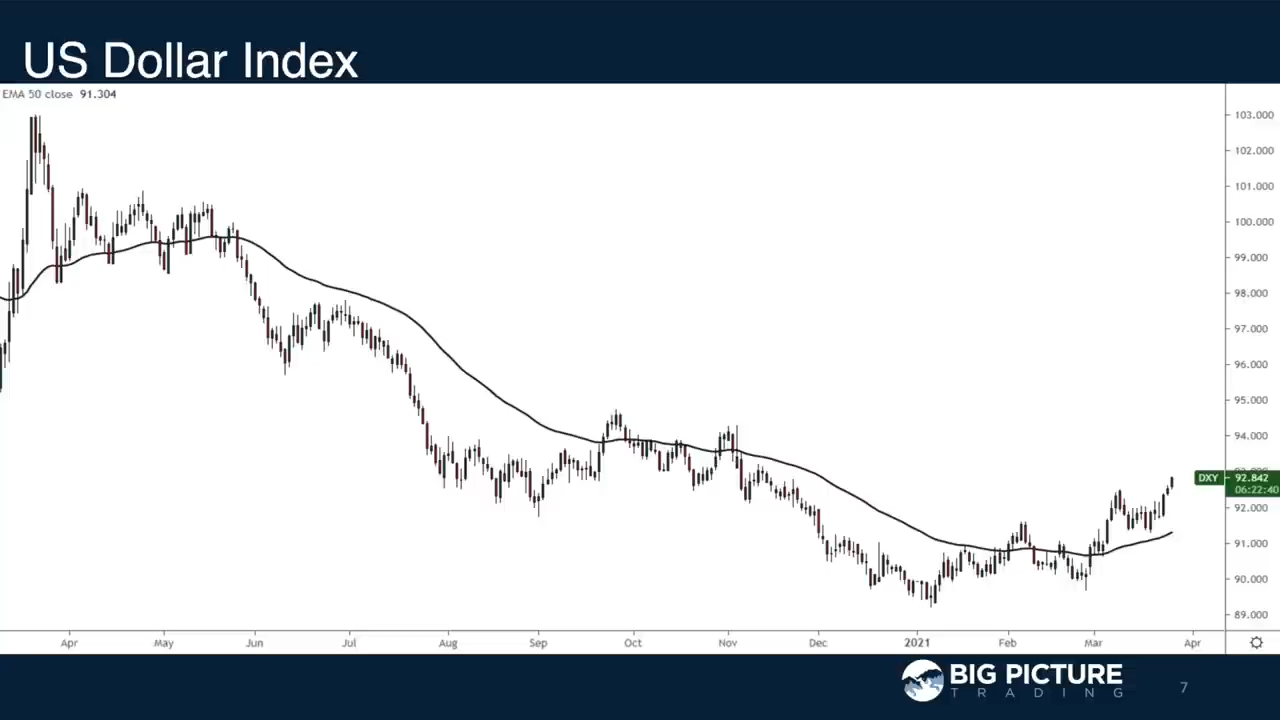 US Dollar Index
EMA 50 close 91.304
103.000
102.000
101.000
100.000
99.000
98.000
97.000
96.000
95.000
94.000
DXY 92.842
06:22:40
92.000
91.000
90.000
89.000
Apr May Jun Jul Aug Sep Oct Nov Dec 2021 Feb Mar Apr
BIG PICTURE
TRADING
7